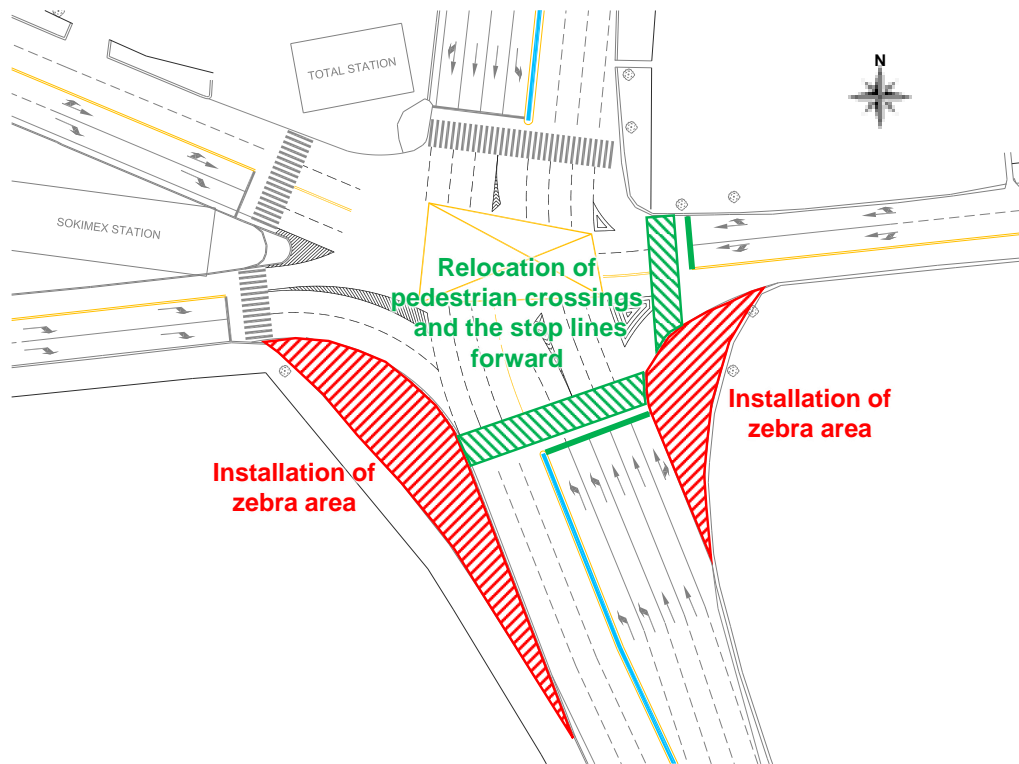 N
TOTAL STATION
SOKIMEX STATION
Relocation of
pedestrian crossings
and the stop lines
forward
Installation of
zebra area
Installation of
zebra area